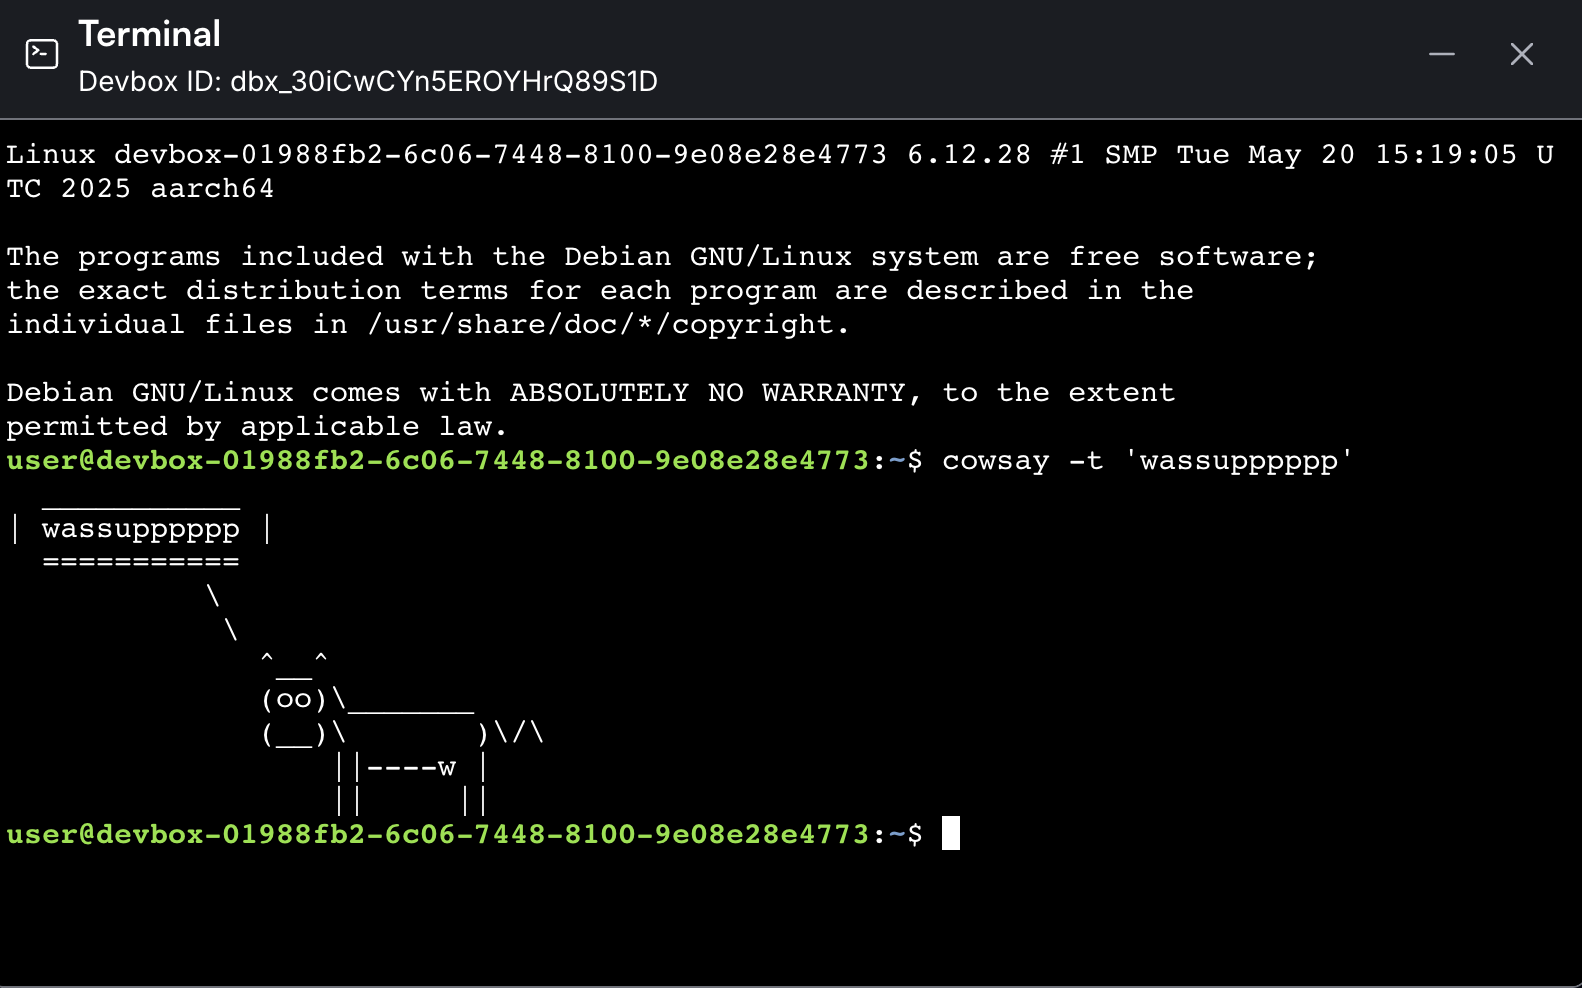 Terminal
Devbox ID: dbx_30iCwCYn5EROYHrQ89S1D
Linux devbox-01988fb2-6c06-7448-8100-9e08e28e4773 6.12.28 #1 SMP Tue May 20 15:19:05 U
TC 2025 aarch64

The programs included with the Debian GNU/Linux system are free software;
the exact distribution terms for each program are described in the
individual files in /usr/share/doc/*/copyright.

Debian GNU/Linux comes with ABSOLUTELY NO WARRANTY, to the extent
permitted by applicable law.
user@devbox-01988fb2-6c06-7448-8100-9e08e28e4773:~$ cowsay -t 'wassupppppp'
  ___________
| wassupppppp |
  ===========
           \
            \
              ^__^
              (oo)\_______
              (__)\       )\/\
                  ||----w |
                  ||     ||
user@devbox-01988fb2-6c06-7448-8100-9e08e28e4773:~$